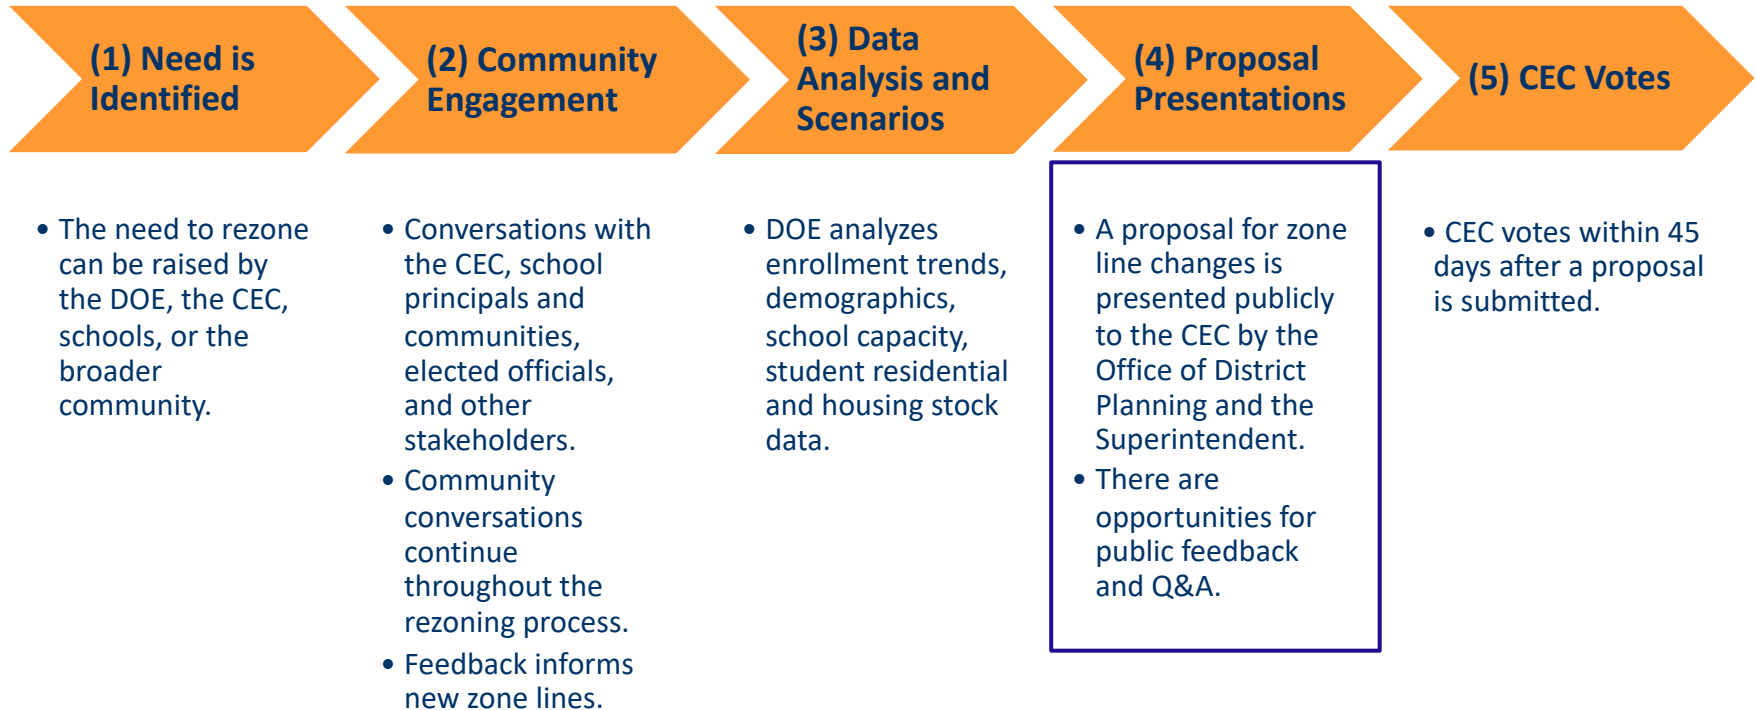 (1) Need is
Identified
(2) Community
Engagement
(3) Data
Analysis and
Scenarios
(4) Proposal
Presentations
(5) CEC Votes
• The need to rezone
can be raised by
the DOE, the CEC,
schools, or the
broader
community.
• Conversations with
the CEC, school
principals and
communities,
elected officials,
and other
stakeholders.
• Community
conversations
continue
throughout the
rezoning process.
• Feedback informs
new zone lines.
• DOE analyzes
enrollment trends,
demographics,
school capacity,
student residential
and housing stock
data.
• A proposal for zone
line changes is
presented publicly
to the CEC by the
Office of District
Planning and the
Superintendent.
• There are
opportunities for
public feedback
and Q&A.
• CEC votes within 45
days after a proposal
is submitted.